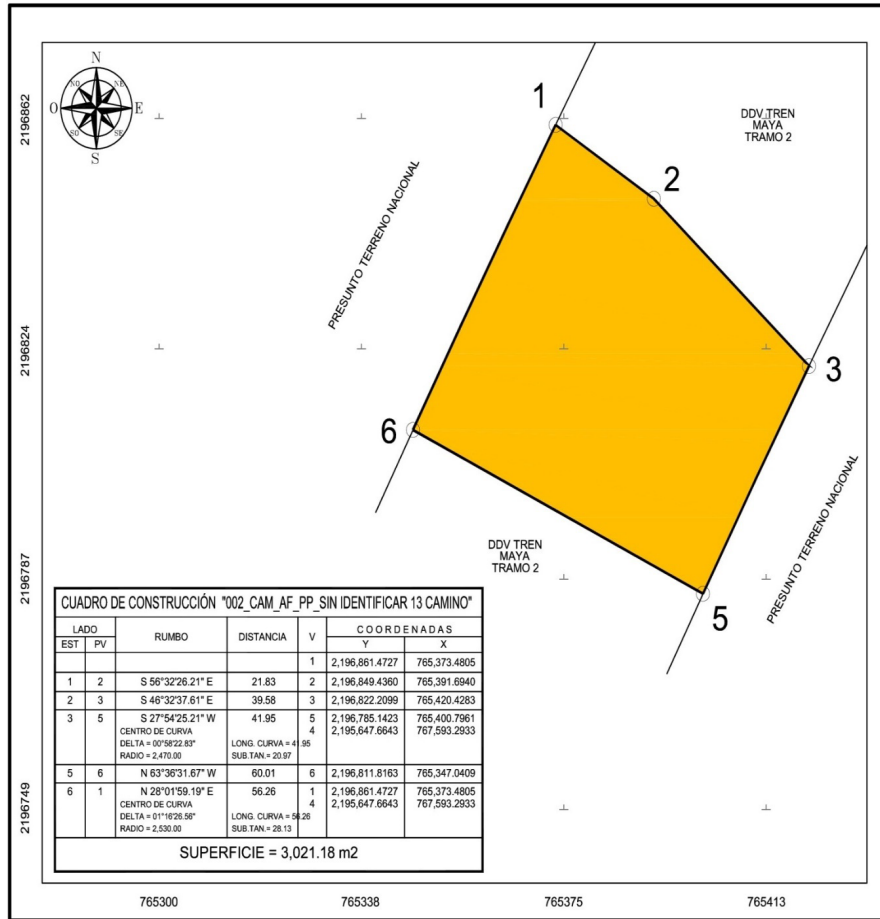 N
NO NE
O E
SO SE
S
2196862
2196824
2196787
2196749
1
2
3
5
6
DDV TREN
MAYA
TRAMO 2
PRESUNTO TERRENO NACIONAL
PRESUNTO TERRENO NACIONAL
DDV TREN
MAYA
TRAMO 2
CUADRO DE CONSTRUCCIÓN "002_CAM_AF_PP_SIN IDENTIFICAR 13 CAMINO"
LADO RUMBO DISTANCIA V COORDENADAS
EST PV Y X
1 2,196,861.4727 765,373.4805
1 2 S 56°32'26.21" E 21.83 2 2,196,849.4360 765,391.6940
2 3 S 46°32'37.61" E 39.58 3 2,196,822.2099 765,420.4283
3 5 S 27°54'25.21" W 41.95 5 2,196,785.1423 765,400.7961
CENTRO DE CURVA 4 2,195,647.6643 767,593.2933
DELTA = 00°58'22.83" LONG. CURVA = 41.95
RADIO = 2,470.00 SUB.TAN.= 20.97
5 6 N 63°36'31.67" W 60.01 6 2,196,811.8163 765,347.0409
6 1 N 28°01'59.19" E 56.26 1 2,196,861.4727 765,373.4805
CENTRO DE CURVA 4 2,195,647.6643 767,593.2933
DELTA = 01°16'26.56" LONG. CURVA = 56.26
RADIO = 2,530.00 SUB.TAN.= 28.13
SUPERFICIE = 3,021.18 m2
765300 765338 765375 765413